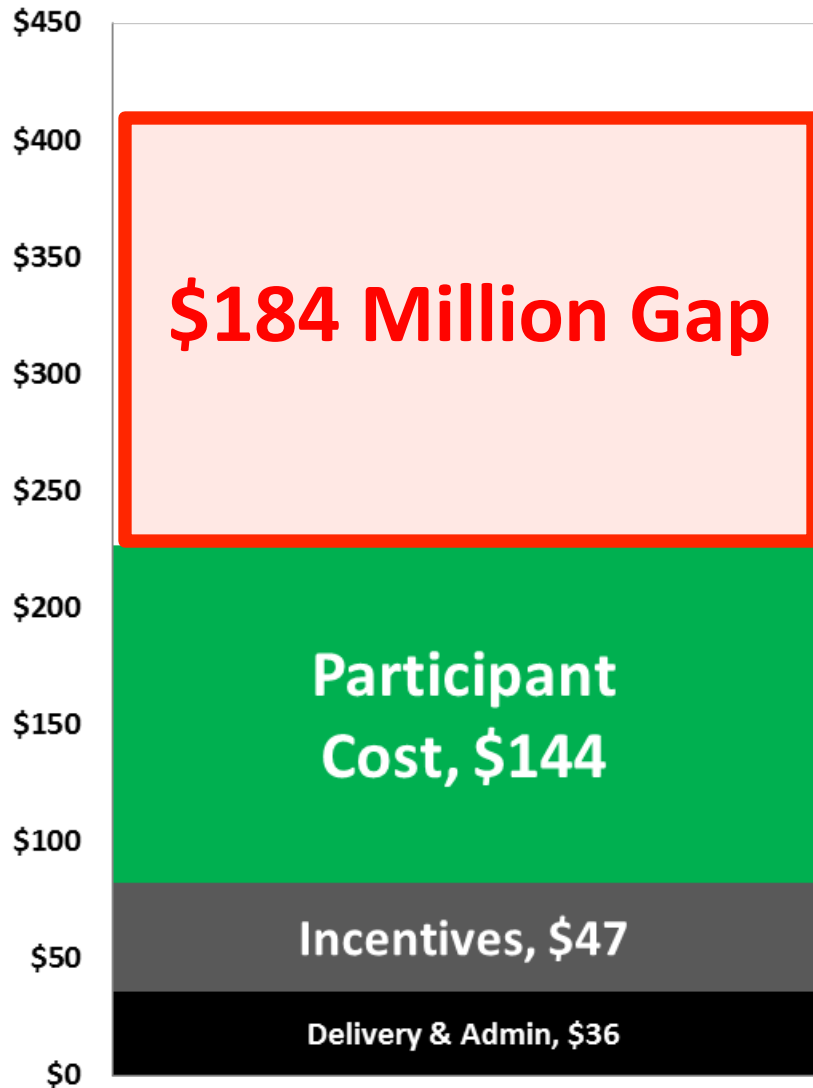 $450
$400
$350
$184 Million Gap
$300
$250
$200
Participant
Cost, $144
$150
$100
Incentives, $47
$50
Delivery & Admin, $36
$0